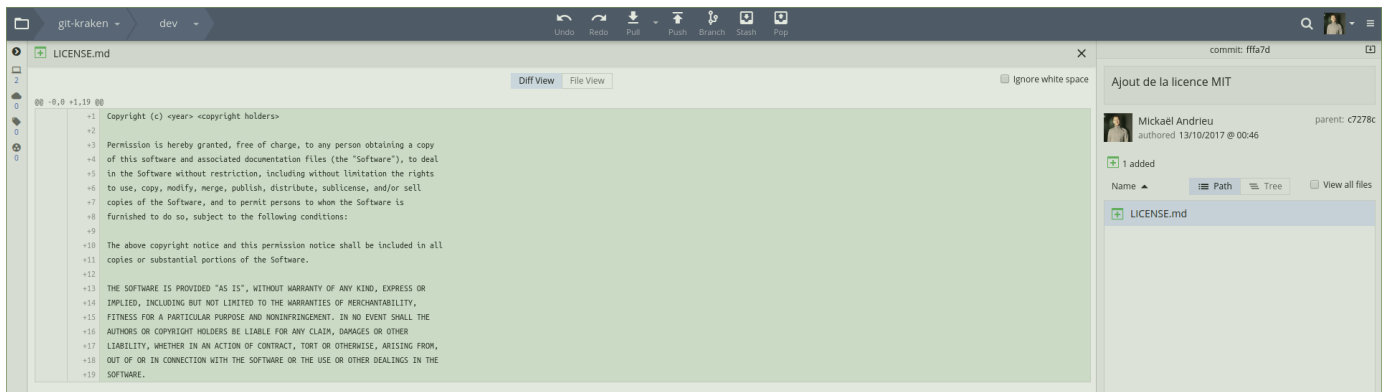 git-kraken
dev
Undo
Redo
Pull
Push
Branch
Stash
Pop
LICENSE.md
commit: fffa7d
2
0
0
0
Diff View
File View
Ignore white space
@@ -0,0 +1,19 @@
+1 Copyright (c) <year> <copyright holders>
+2
+3 Permission is hereby granted, free of charge, to any person obtaining a copy
+4 of this software and associated documentation files (the "Software"), to deal
+5 in the Software without restriction, including without limitation the rights
+6 to use, copy, modify, merge, publish, distribute, sublicense, and/or sell
+7 copies of the Software, and to permit persons to whom the Software is
+8 furnished to do so, subject to the following conditions:
+9
+10 The above copyright notice and this permission notice shall be included in all
+11 copies or substantial portions of the Software.
+12
+13 THE SOFTWARE IS PROVIDED "AS IS", WITHOUT WARRANTY OF ANY KIND, EXPRESS OR
+14 IMPLIED, INCLUDING BUT NOT LIMITED TO THE WARRANTIES OF MERCHANTABILITY,
+15 FITNESS FOR A PARTICULAR PURPOSE AND NONINFRINGEMENT. IN NO EVENT SHALL THE
+16 AUTHORS OR COPYRIGHT HOLDERS BE LIABLE FOR ANY CLAIM, DAMAGES OR OTHER
+17 LIABILITY, WHETHER IN AN ACTION OF CONTRACT, TORT OR OTHERWISE, ARISING FROM,
+18 OUT OF OR IN CONNECTION WITH THE SOFTWARE OR THE USE OR OTHER DEALINGS IN THE
+19 SOFTWARE.
Ajout de la licence MIT
Mickaël Andrieu
parent: c7278c
authored 13/10/2017 @ 00:46
1 added
Name
Path
Tree
View all files
LICENSE.md